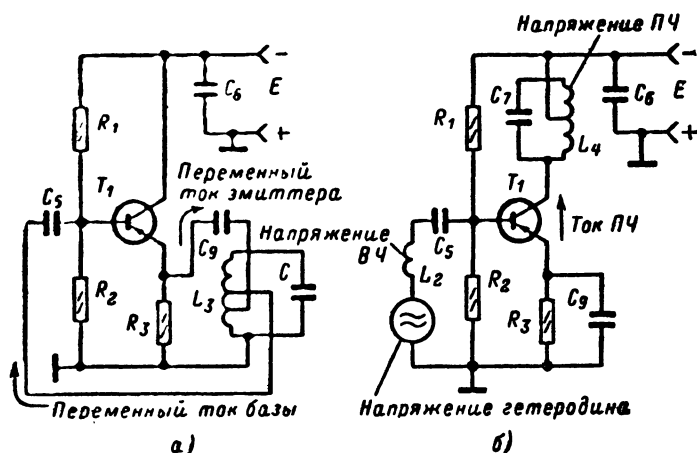 Напряжение ПЧ
− E
C₆
+
R₁
T₁
Переменный
ток эмиттера
C₅
C₉
Напряжение
ВЧ
R₂
R₃
L₃
C
Переменный ток базы
а)
−
E
C₇
C₆
R₁
L₄
+
T₁
Ток ПЧ
C₅
L₂
R₂
R₃
C₉
Напряжение гетеродина
б)